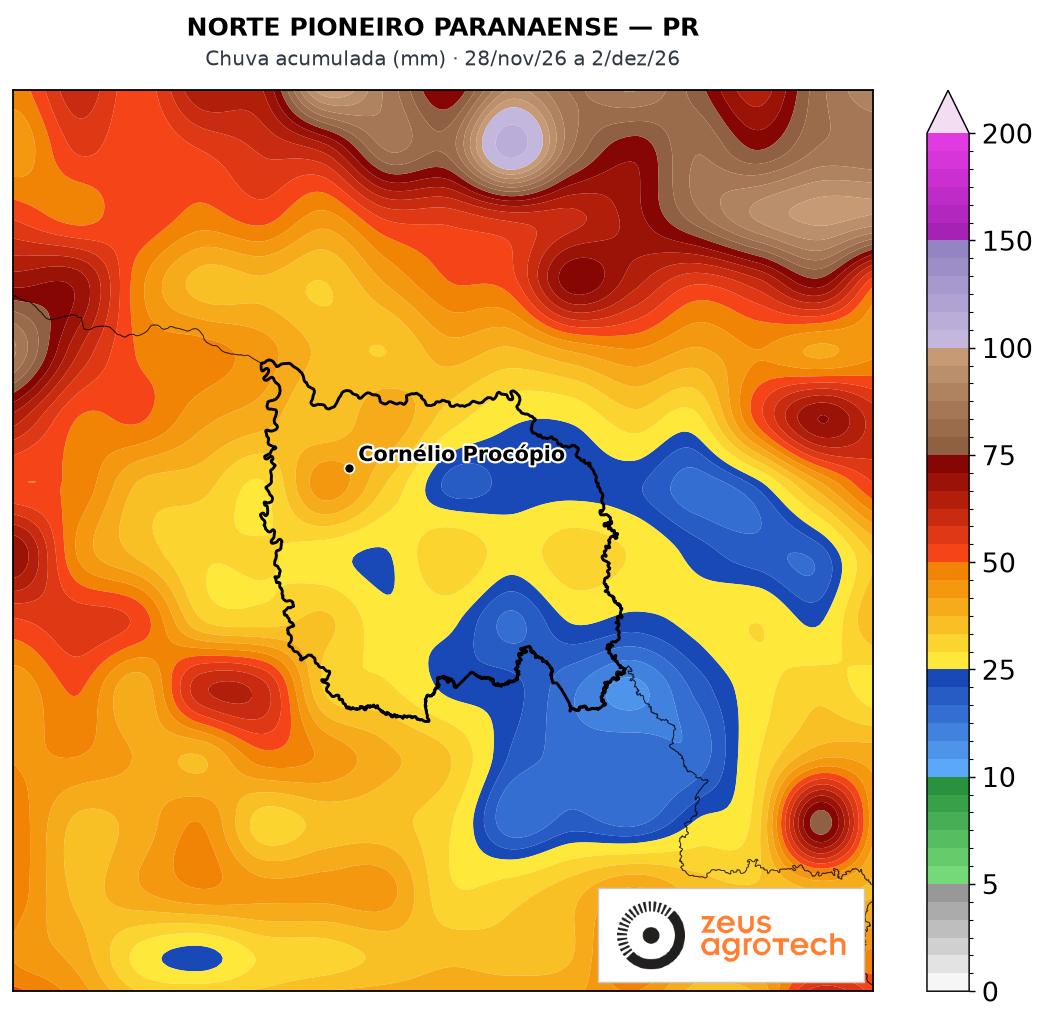 NORTE PIONEIRO PARANAENSE — PR
Chuva acumulada (mm) · 28/nov/26 a 2/dez/26
200
150
100
75
50
25
10
5
0
Cornélio Procópio
zeus
agrotech